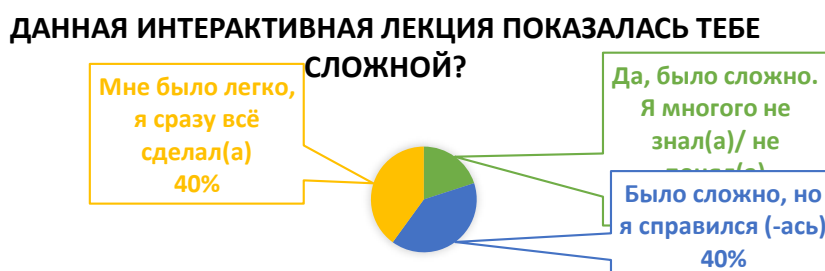 ДАННАЯ ИНТЕРАКТИВНАЯ ЛЕКЦИЯ ПОКАЗАЛАСЬ ТЕБЕ
СЛОЖНОЙ?
Мне было легко,
я сразу всё
сделал(а)
40%
Да, было сложно.
Я многого не
знал(а)/ не
Было сложно, но
я справился (-ась)
40%